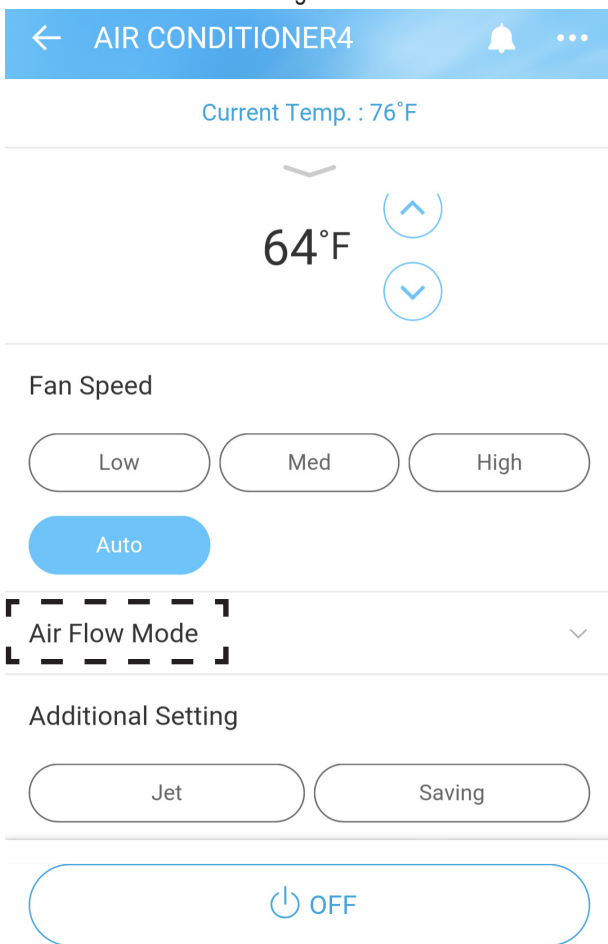 AIR CONDITIONER4
Current Temp. : 76°F
64°F
Fan Speed
Low Med High
Auto
Air Flow Mode
Additional Setting
Jet Saving
OFF